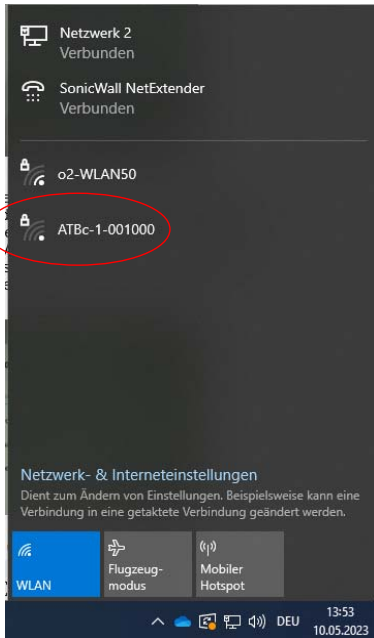 Netzwerk 2
Verbunden
SonicWall NetExtender
Verbunden
o2-WLAN50
ATBc-1-001000
Netzwerk- & Interneteinstellungen
Dient zum Ändern von Einstellungen. Beispielsweise kann eine
Verbindung in eine getaktete Verbindung geändert werden.
WLAN
Flugzeug-
modus
Mobiler
Hotspot
DEU
13:53
10.05.2023